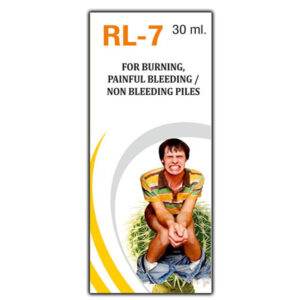 RL-7 30 ml.
FOR BURNING,
PAINFUL BLEEDING /
NON BLEEDING PILES